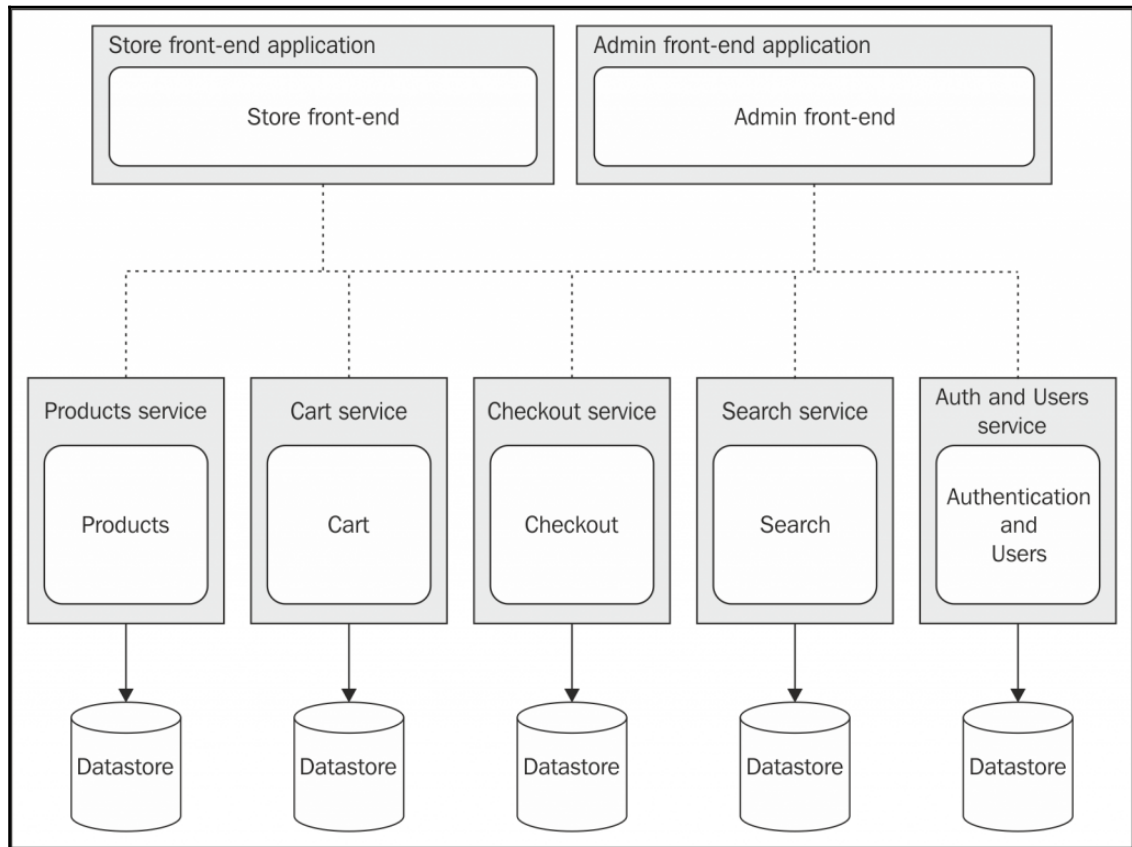 Store front-end application
Admin front-end application
Store front-end
Admin front-end
Products service
Cart service
Checkout service
Search service
Auth and Users
service
Products
Cart
Checkout
Search
Authentication
and
Users
Datastore
Datastore
Datastore
Datastore
Datastore